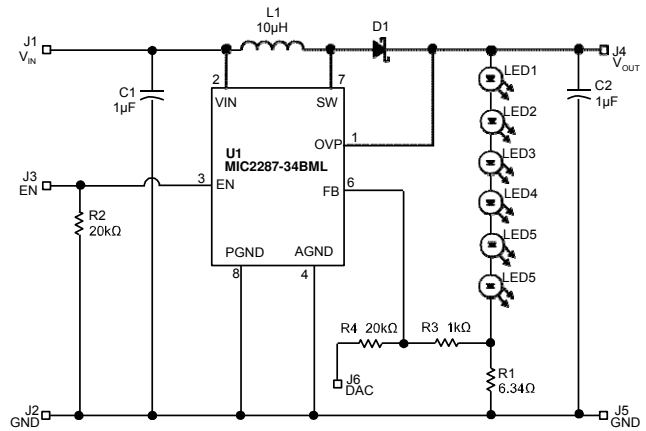 L1
10µH
D1
J1
VIN
J4
VOUT
2
7
VIN
SW
C1
1µF
C2
1µF
LED1
LED2
LED3
LED4
LED5
LED5
OVP
1
U1
MIC2287-34BML
J3
EN
3
EN
FB
6
R2
20kΩ
PGND
AGND
8
4
R4 20kΩ
R3 1kΩ
J6
DAC
R1
6.34Ω
J2
GND
J5
GND